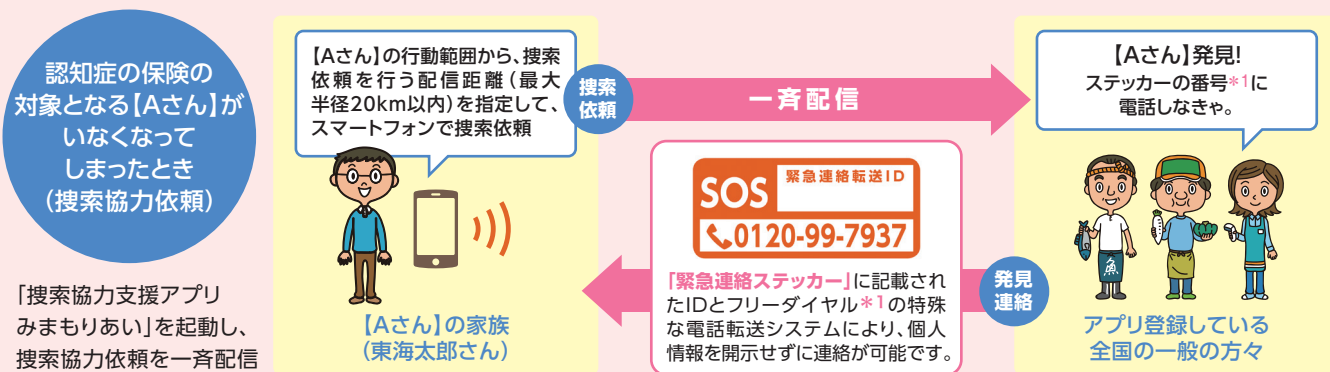 認知症の保険の
対象となる【Aさん】が
いなくなって
しまったとき
（捜索協力依頼）
「捜索協力支援アプリ
みまもりあい」を起動し、
捜索協力依頼を一斉配信
【Aさん】の行動範囲から、捜索
依頼を行う配信距離（最大
半径20km以内）を指定して、
スマートフォンで捜索依頼
【Aさん】の家族
（東海太郎さん）
捜索
依頼
一斉配信
SOS
緊急連絡転送ID
0120-99-7937
「緊急連絡ステッカー」に記載され
たIDとフリーダイヤル*1の特殊
な電話転送システムにより、個人
情報を開示せずに連絡が可能です。
発見
連絡
【Aさん】発見!
ステッカーの番号*1に
電話しなきゃ。
魚
アプリ登録している
全国の一般の方々